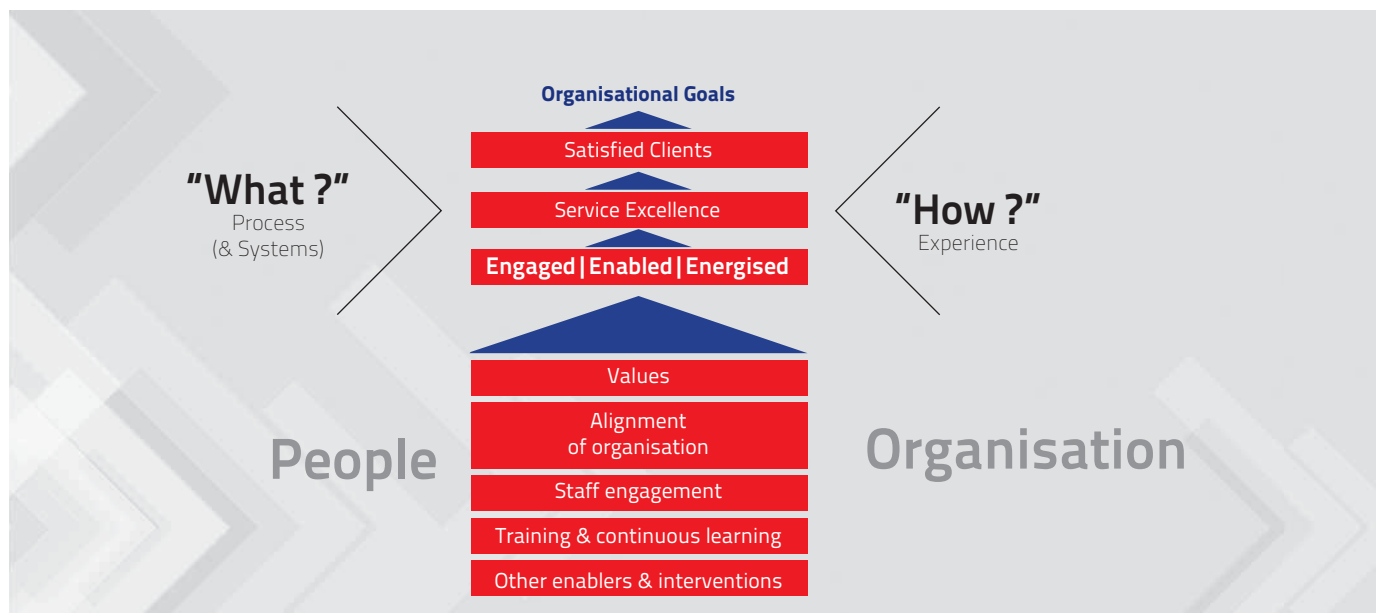 Organisational Goals
Satisfied Clients
"What ?"
Process
(& Systems)
Service Excellence
"How ?"
Experience
Engaged|Enabled|Energised
Values
Alignment
of organisation
People
Organisation
Staff engagement
Training & continuous learning
Other enablers & interventions